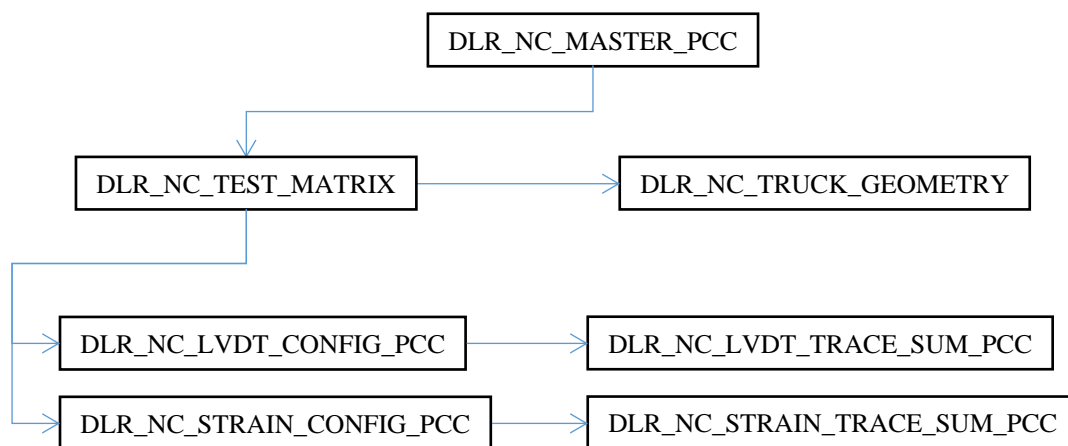 DLR_NC_MASTER_PCC
DLR_NC_TEST_MATRIX
DLR_NC_TRUCK_GEOMETRY
DLR_NC_LVDT_CONFIG_PCC
DLR_NC_LVDT_TRACE_SUM_PCC
DLR_NC_STRAIN_CONFIG_PCC
DLR_NC_STRAIN_TRACE_SUM_PCC